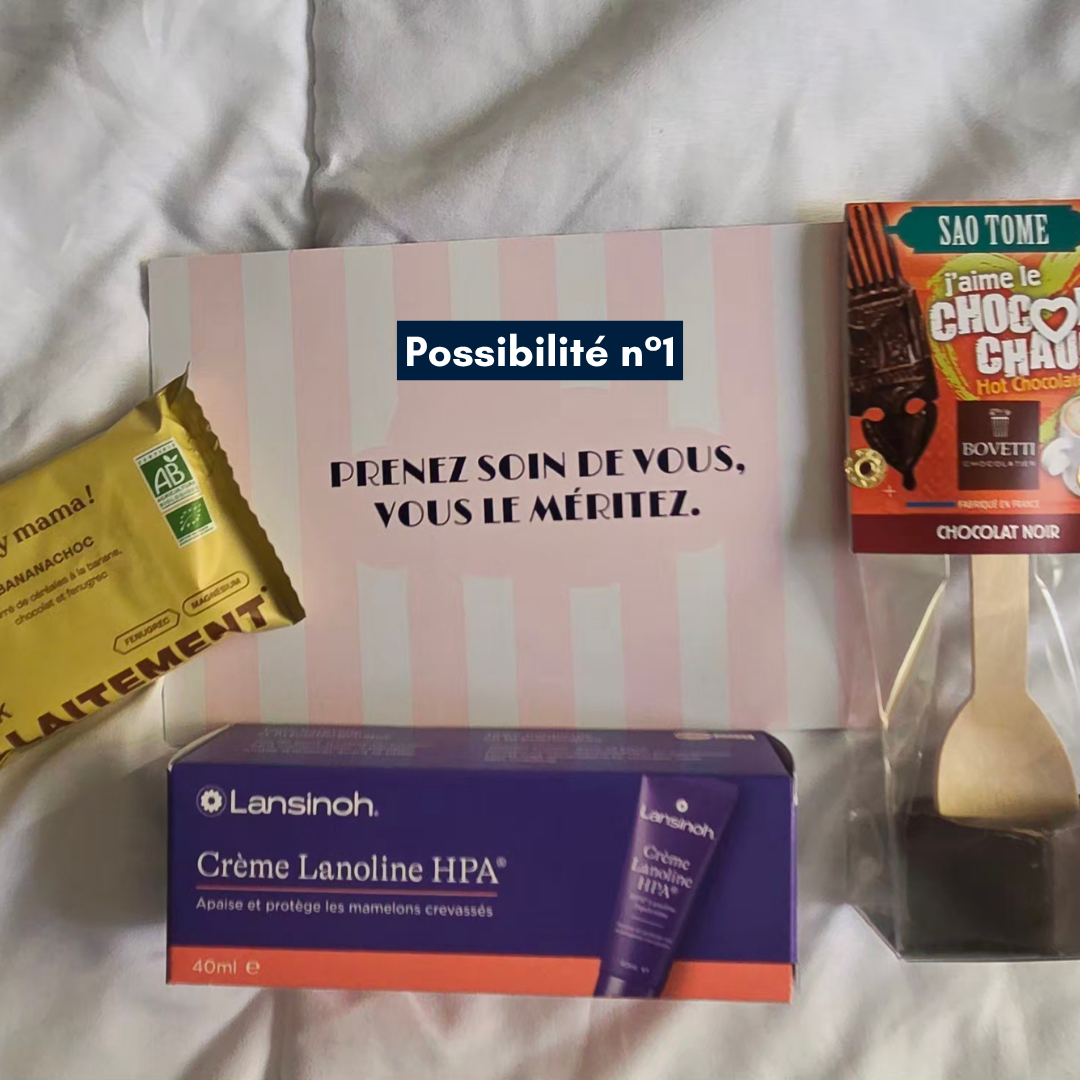 Possibilité n°1
PRENEZ SOIN DE VOUS,
VOUS LE MÉRITEZ.
SAO TOME
j'aime le
CHOCO
CHAU
Hot Chocolat
BOVETTI
CHOCOLATIER
FABRIQUÉ EN FRANCE
CHOCOLAT NOIR
AB
y mama!
BANANACHOC
rre de céréales à la banane,
chocolat et fenugrec
FENUGREC
MAGNÉSIUM
LAITEMENT
Lansinoh®
Crème Lanoline HPA®
Apaise et protège les mamelons crevassés
40ml e
Lansinoh
Crème
Lanoline
HPA®